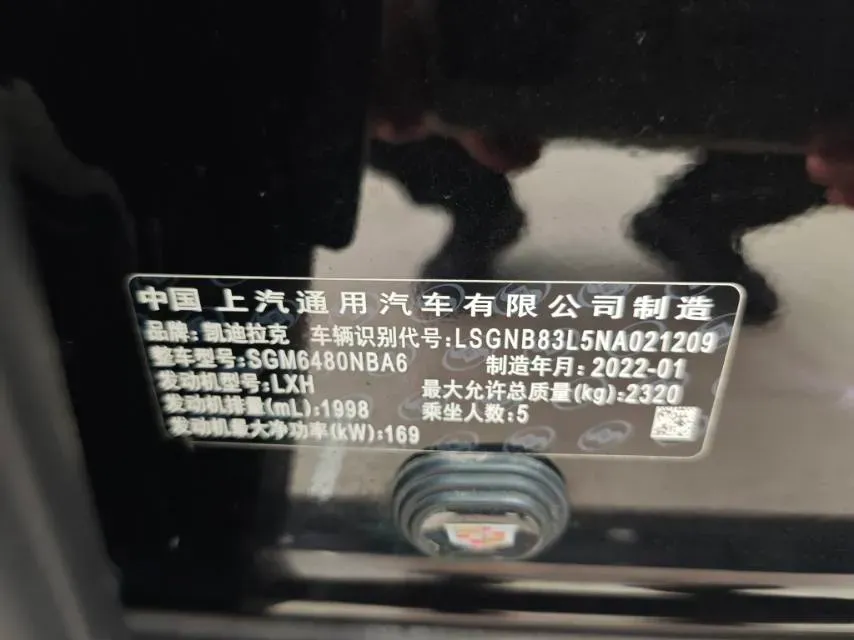 中国 上汽通用汽车有限公司制造
品牌:凯迪拉克 车辆识别代号:LSGNB83L5NA021209
整车型号:SGM6480NBA6 制造年月:2022-01
发动机型号:LXH 最大允许总质量(kg):2320
发动机排量(mL):1998 乘坐人数:5
发动机最大净功率(kW):169